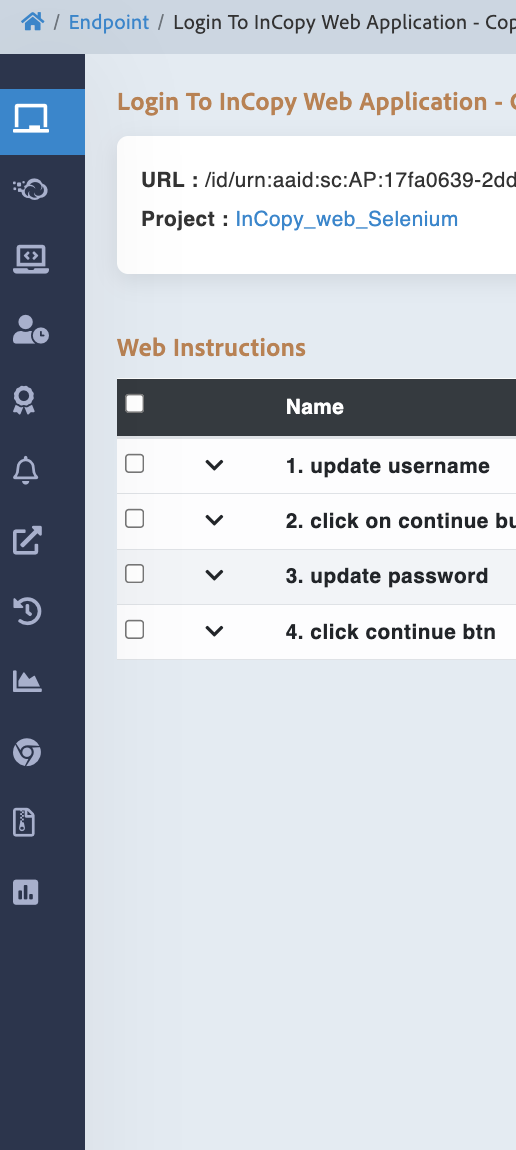 / Endpoint / Login To InCopy Web Application - Cop
Login To InCopy Web Application -
URL : /id/urn:aaid:sc:AP:17fa0639-2dd
Project : InCopy_web_Selenium
Web Instructions
Name
1. update username
2. click on continue bu
3. update password
4. click continue btn